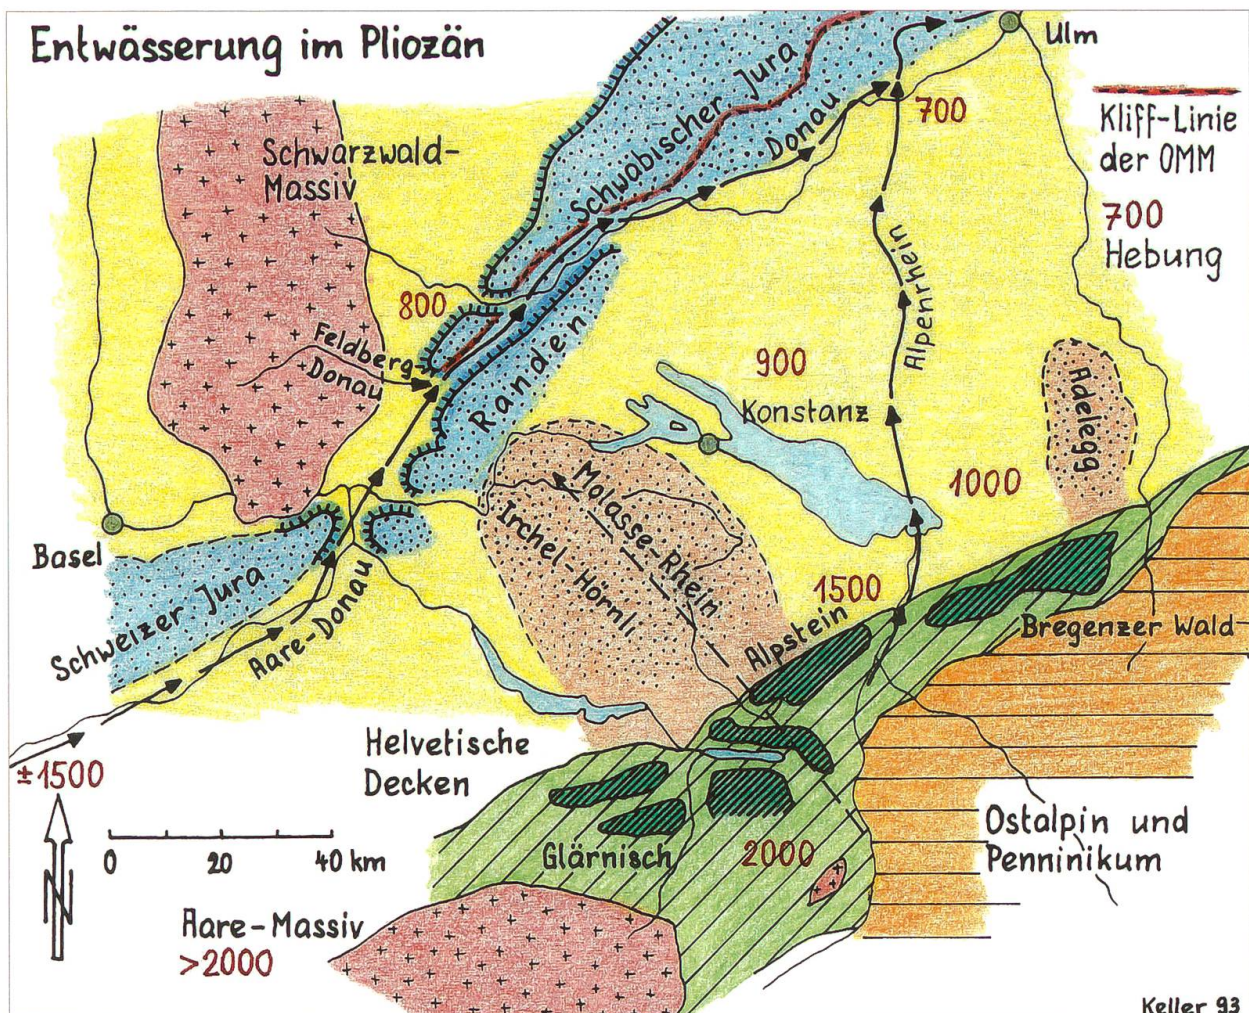 Entwässerung im Pliozän
Ulm
Kliff-Linie
der OMM
700
Hebung
Schwäbischer Jura
Donau
700
Schwarzwald-
Massiv
800
Feldberg-
Donau
Randen
Alpenrhein
900
Konstanz
1000
Adelegg
Basel
Schweizer Jura
Aare-Donau
Molasse-Rhein
Irchel-Hörnli
1500
Alpstein
Bregenzer Wald
±1500
Helvetische
Decken
0 20 40 km
Glärnisch
2000
Ostalpin und
Penninikum
Aare-Massiv
>2000
N
Keller 93